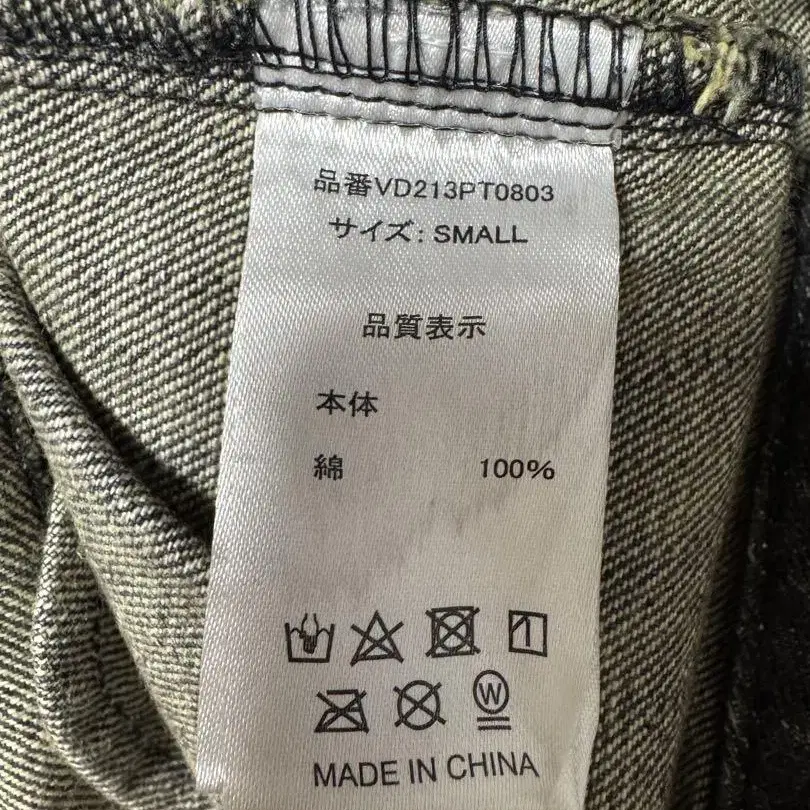 品番VD213PT0803
サイズ: SMALL
品質表示
本体
綿 100%
W
MADE IN CHINA